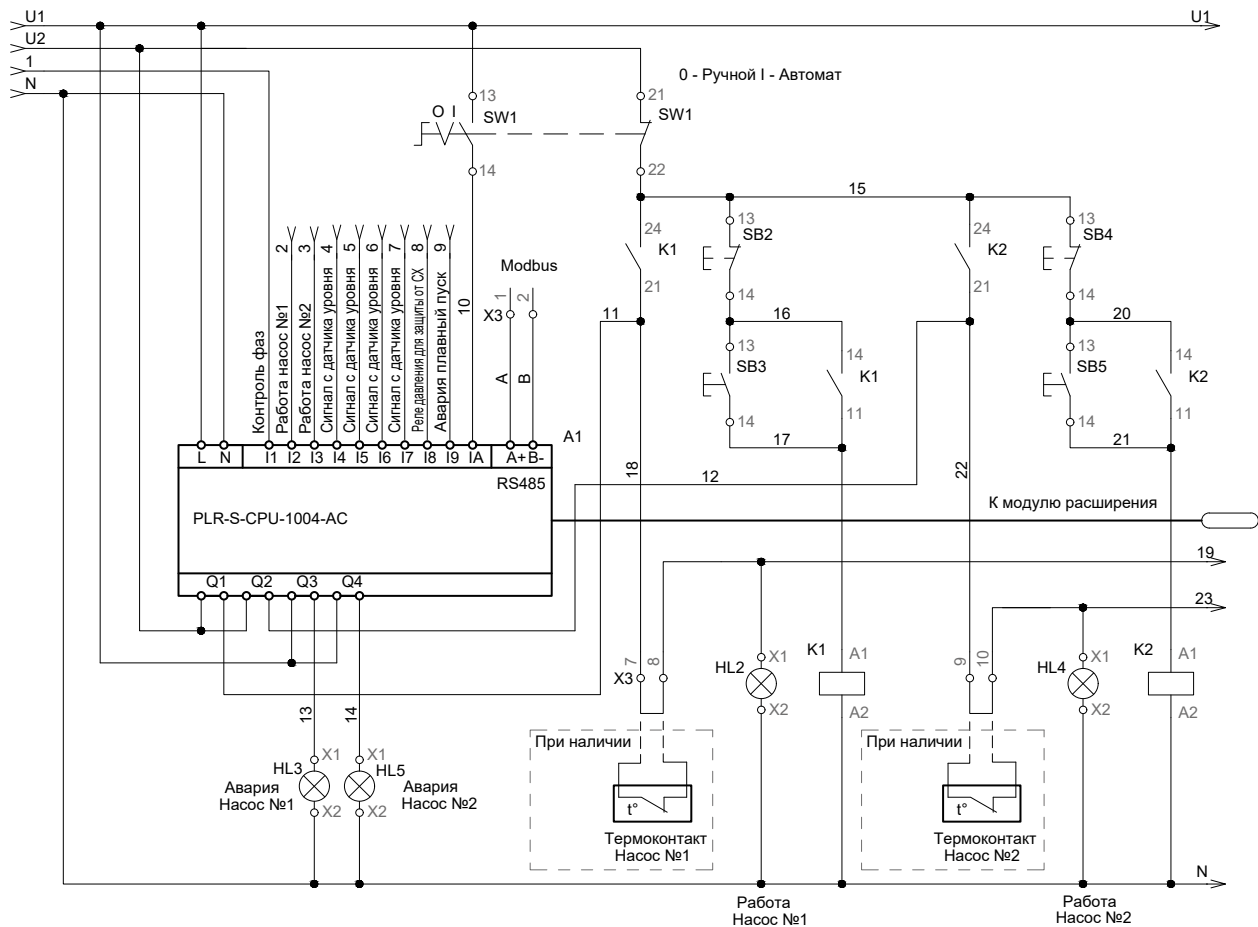 U1
U1
U2
1
N
0 - Ручной I - Автомат
13
21
O I
SW1
SW1
14
22
15
24
K1
13
SB2
24
K2
13
SB4
21
14
21
14
11
16
20
13
SB3
14
K1
13
SB5
14
K2
14
11
14
11
17
21
Контроль фаз
Работа насос №1
2
Работа насос №2
3
Сигнал с датчика уровня
4
Сигнал с датчика уровня
5
Сигнал с датчика уровня
6
Сигнал с датчика уровня
7
Реле давления для защиты от СХ
8
Авария плавный пуск
9
10
Modbus
X3
1
2
A
B
A1
L N I1 I2 I3 I4 I5 I6 I7 I8 I9 IA A+ B-
RS485
PLR-S-CPU-1004-AC
Q1 Q2 Q3 Q4
12
18
22
К модулю расширения
19
23
13
14
X3
7
8
9
10
HL2
X1
X2
K1
A1
A2
HL4
X1
X2
K2
A1
A2
X1
HL3
X2
X1
HL5
X2
Авария
Насос №1
Авария
Насос №2
При наличии
t°
Термоконтакт
Насос №1
При наличии
t°
Термоконтакт
Насос №2
N
Работа
Насос №1
Работа
Насос №2